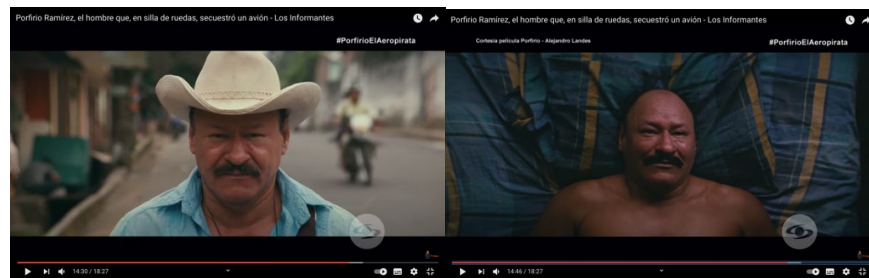 Porfirio Ramírez, el hombre que, en silla de ruedas, secuestró un avión - Los Informantes
#PorfirioElAeropirata
14:30 / 18:27
Porfirio Ramírez, el hombre que, en silla de ruedas, secuestró un avión - Los Informantes
Cortesía película Porfirio - Alejandro Landes
#PorfirioElAeropirata
14:46 / 18:27